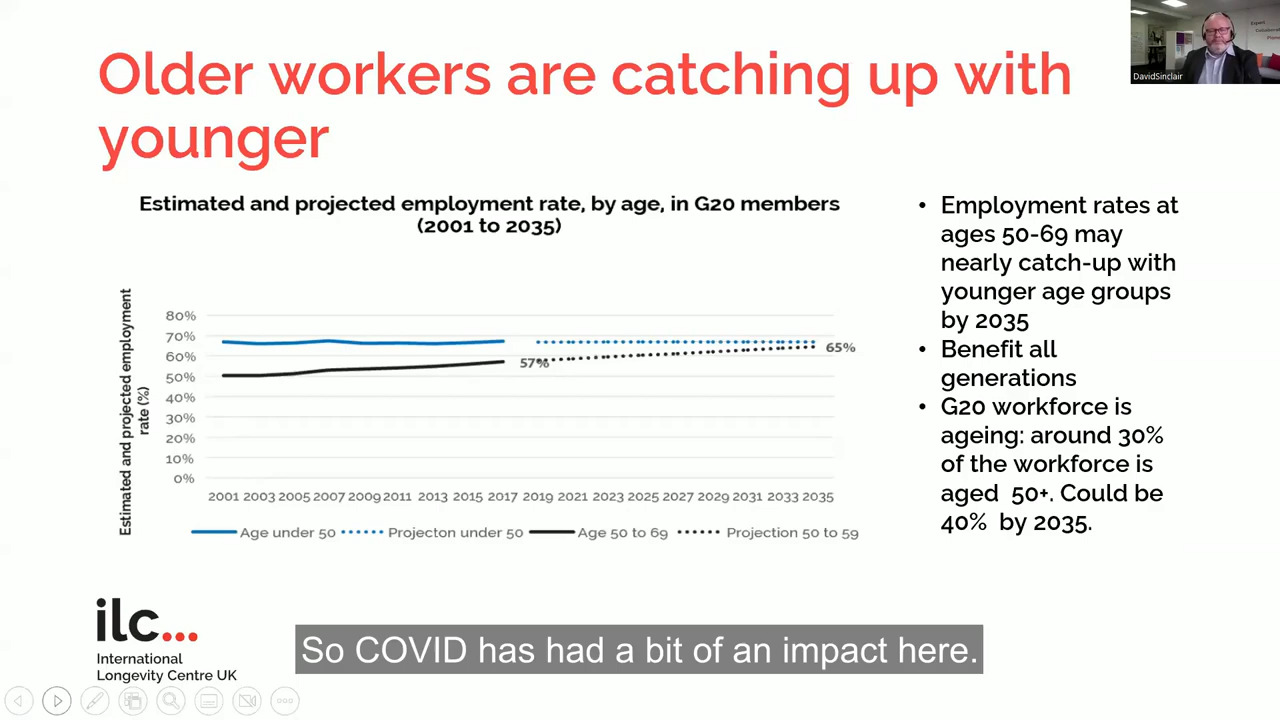 Older workers are catching up with
younger
DavidSinclair
Estimated and projected employment rate, by age, in G20 members
(2001 to 2035)
Estimated and projected employment
rate (%)
80%
70%
60%
50%
40%
30%
20%
10%
0%
57%
65%
2001 2003 2005 2007 2009 2011 2013 2015 2017 2019 2021 2023 2025 2027 2029 2031 2033 2035
Age under 50 Projecton under 50 Age 50 to 69 Projection 50 to 59
• Employment rates at
ages 50-69 may
nearly catch-up with
younger age groups
by 2035
• Benefit all
generations
• G20 workforce is
ageing: around 30%
of the workforce is
aged 50+. Could be
40% by 2035.
ilc...
International
Longevity Centre UK
So COVID has had a bit of an impact here.